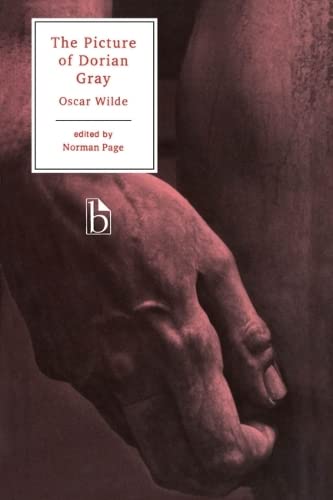 The Picture
of Dorian
Gray
Oscar Wilde
edited by
Norman Page
b